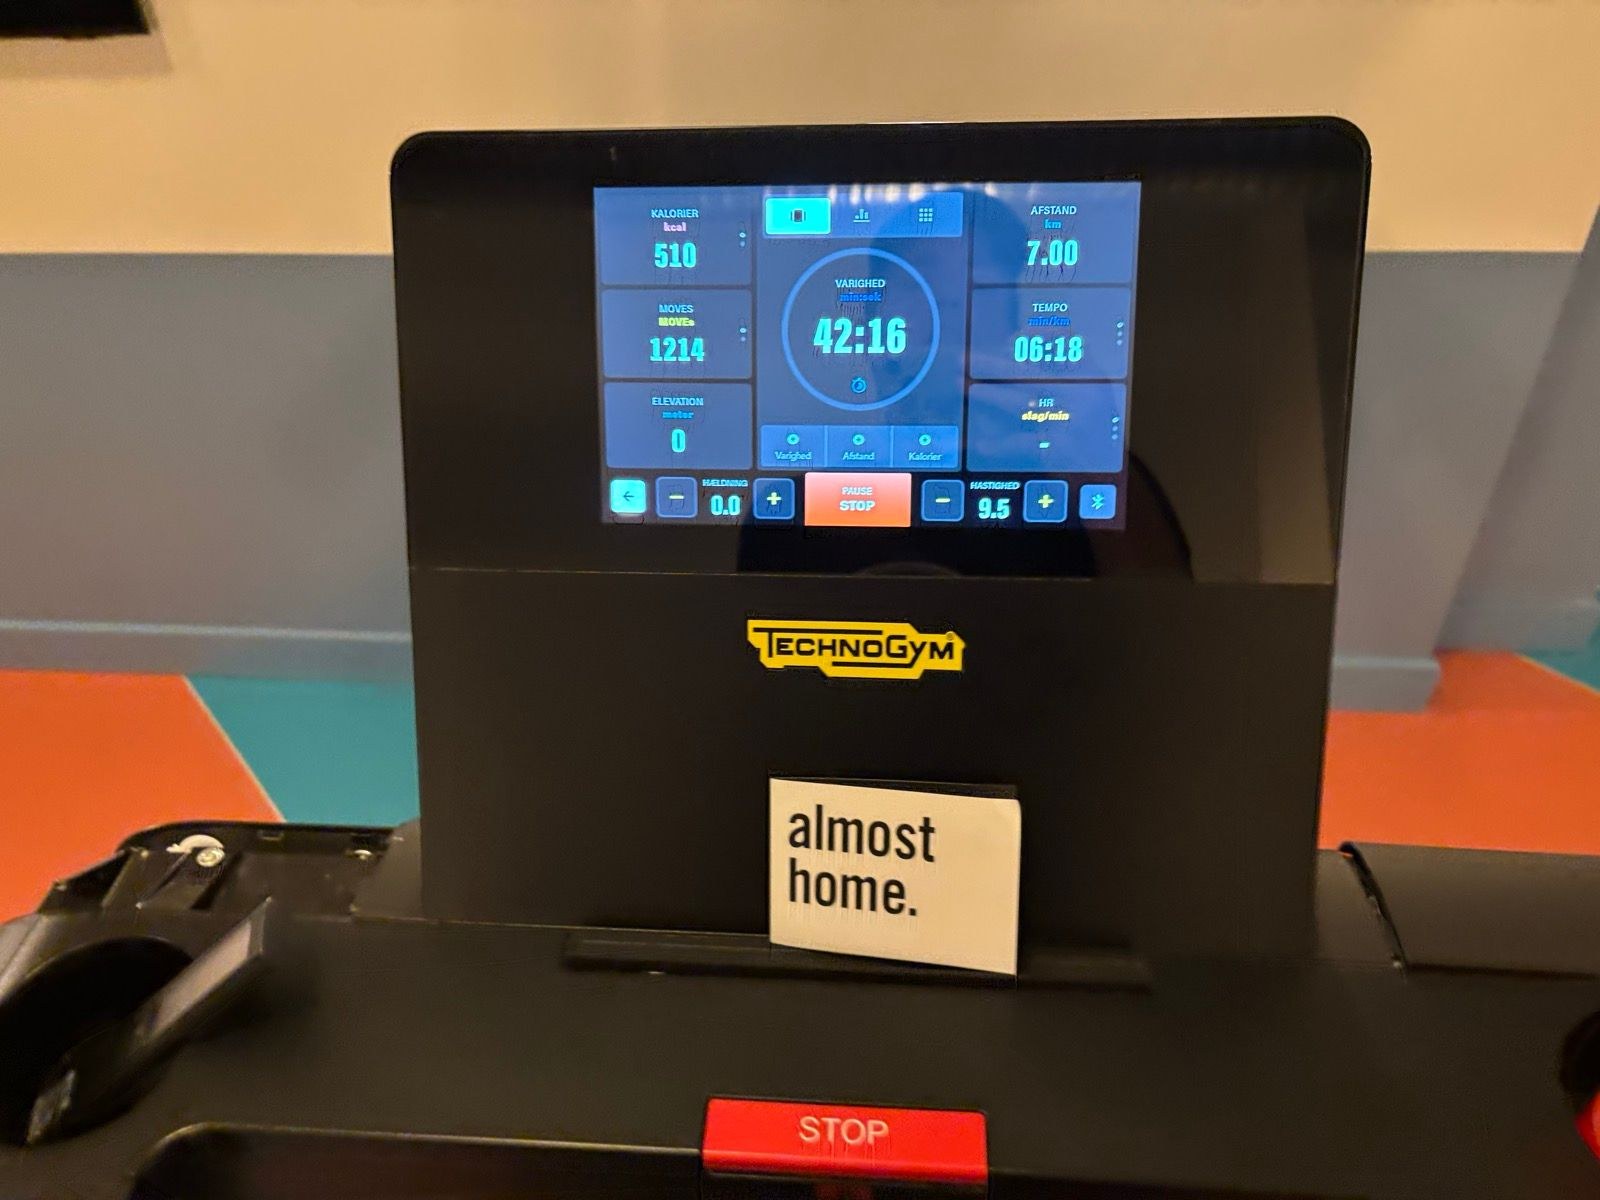 KALORIER
kcal
510
MOVES
MOVEs
1214
ELEVATION
meter
0
VARIGHED
min:sek
42:16
Varighed
Afstand
Kalorier
AFSTAND
km
7.00
TEMPO
min/km
06:18
HR
slag/min
-
HÆLDNING
0.0
PAUSE
STOP
HASTIGHED
9.5
TECHNOGYM
almost
home.
STOP